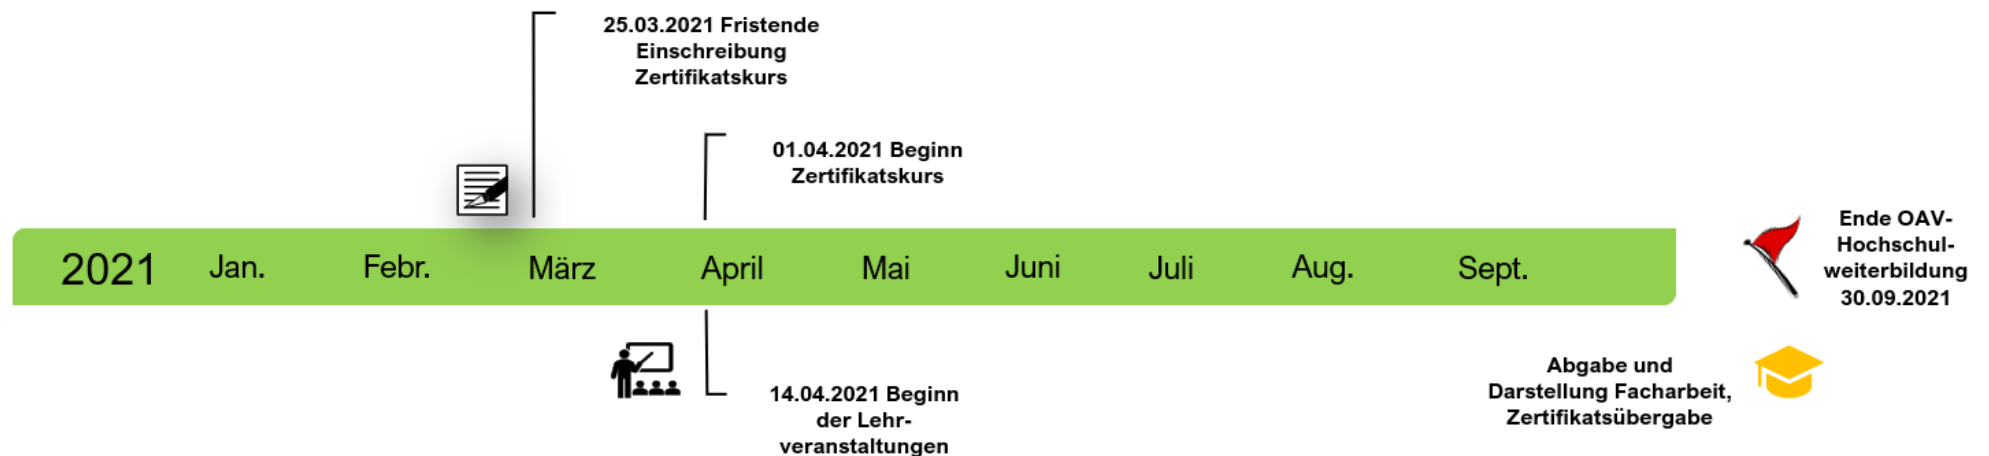 25.03.2021 Fristende
Einschreibung
Zertifikatskurs
01.04.2021 Beginn
Zertifikatskurs
2021 Jan. Febr. März April Mai Juni Juli Aug. Sept.
Ende OAV-
Hochschul-
weiterbildung
30.09.2021
14.04.2021 Beginn
der Lehr-
veranstaltungen
Abgabe und
Darstellung Facharbeit,
Zertifikatsübergabe